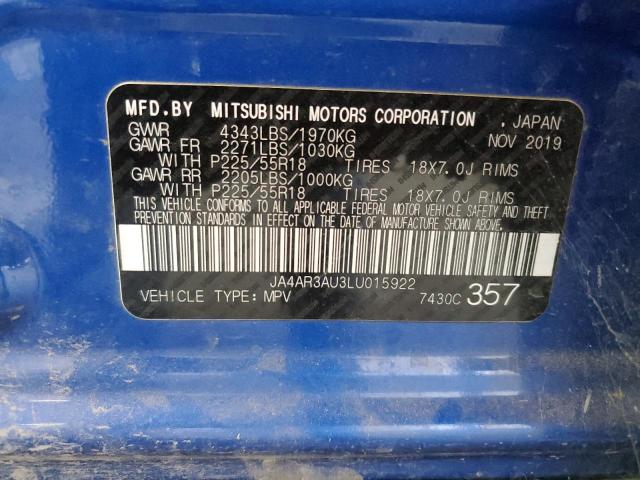 MFD.BY MITSUBISHI MOTORS CORPORATION . JAPAN
GVWR 4343LBS/1970KG NOV 2019
GAWR FR 2271LBS/1030KG
WITH P225/55R18 TIRES 18X7.0J RIMS
GAWR RR 2205LBS/1000KG
WITH P225/55R18 TIRES 18X7.0J RIMS
THIS VEHICLE CONFORMS TO ALL APPLICABLE FEDERAL MOTOR VEHICLE SAFETY AND THEFT
PREVENTION STANDARDS IN EFFECT ON THE DATE OF MANUFACTURE SHOWN ABOVE.
JA4AR3AU3LU015922
VEHICLE TYPE: MPV 7430C 357